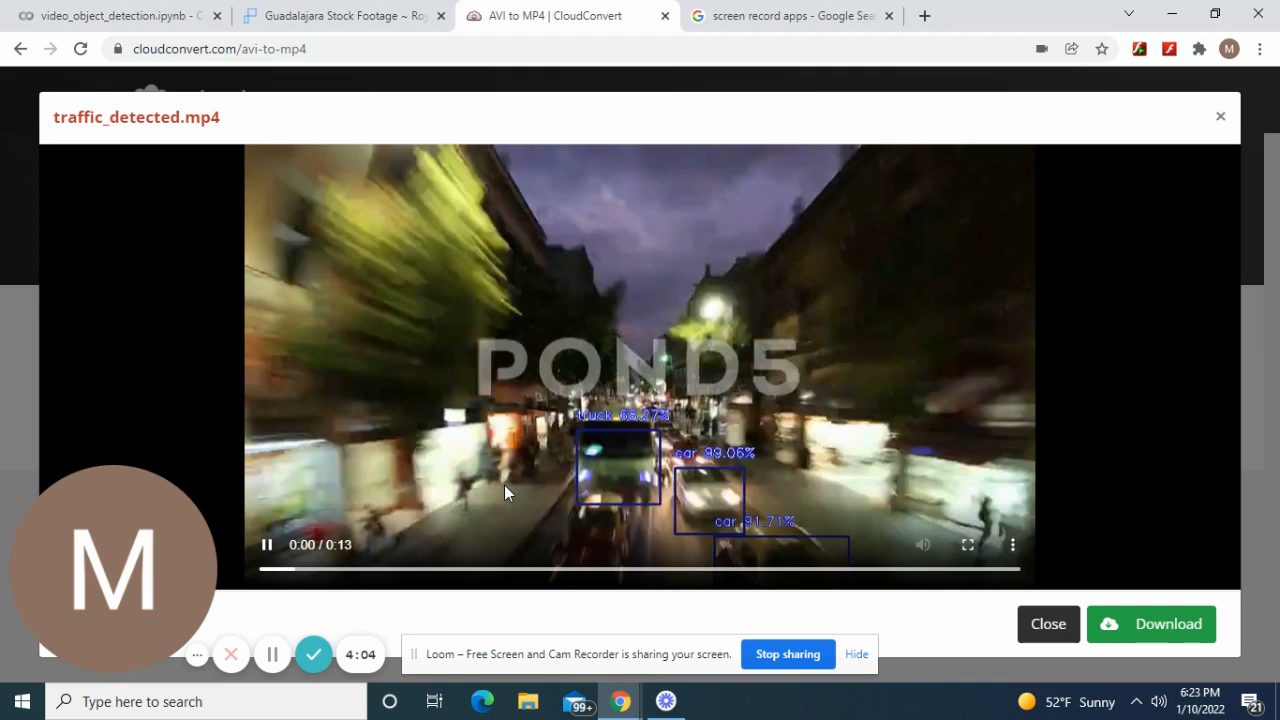 video_object_detection.ipynb - C
Guadalajara Stock Footage ~ Roy
AVI to MP4 | CloudConvert
screen record apps - Google Sea
cloudconvert.com/avi-to-mp4
M
traffic_detected.mp4
POND5
truck 68.27%
car 99.06%
car 91.71%
0:00 / 0:13
M
Close
Download
4:04
Loom – Free Screen and Cam Recorder is sharing your screen.
Stop sharing
Hide
Type here to search
99+
52°F Sunny
6:23 PM
1/10/2022
21